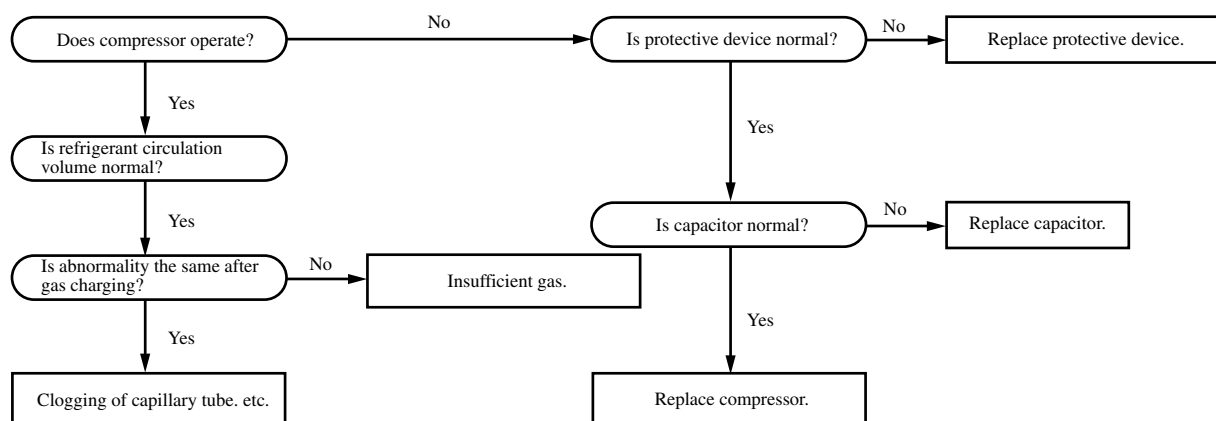 Does compressor operate?
No
Is protective device normal?
No
Replace protective device.
Yes
Is refrigerant circulation
volume normal?
Yes
Yes
Is capacitor normal?
No
Replace capacitor.
Is abnormality the same after
gas charging?
No
Insufficient gas.
Yes
Yes
Clogging of capillary tube. etc.
Replace compressor.